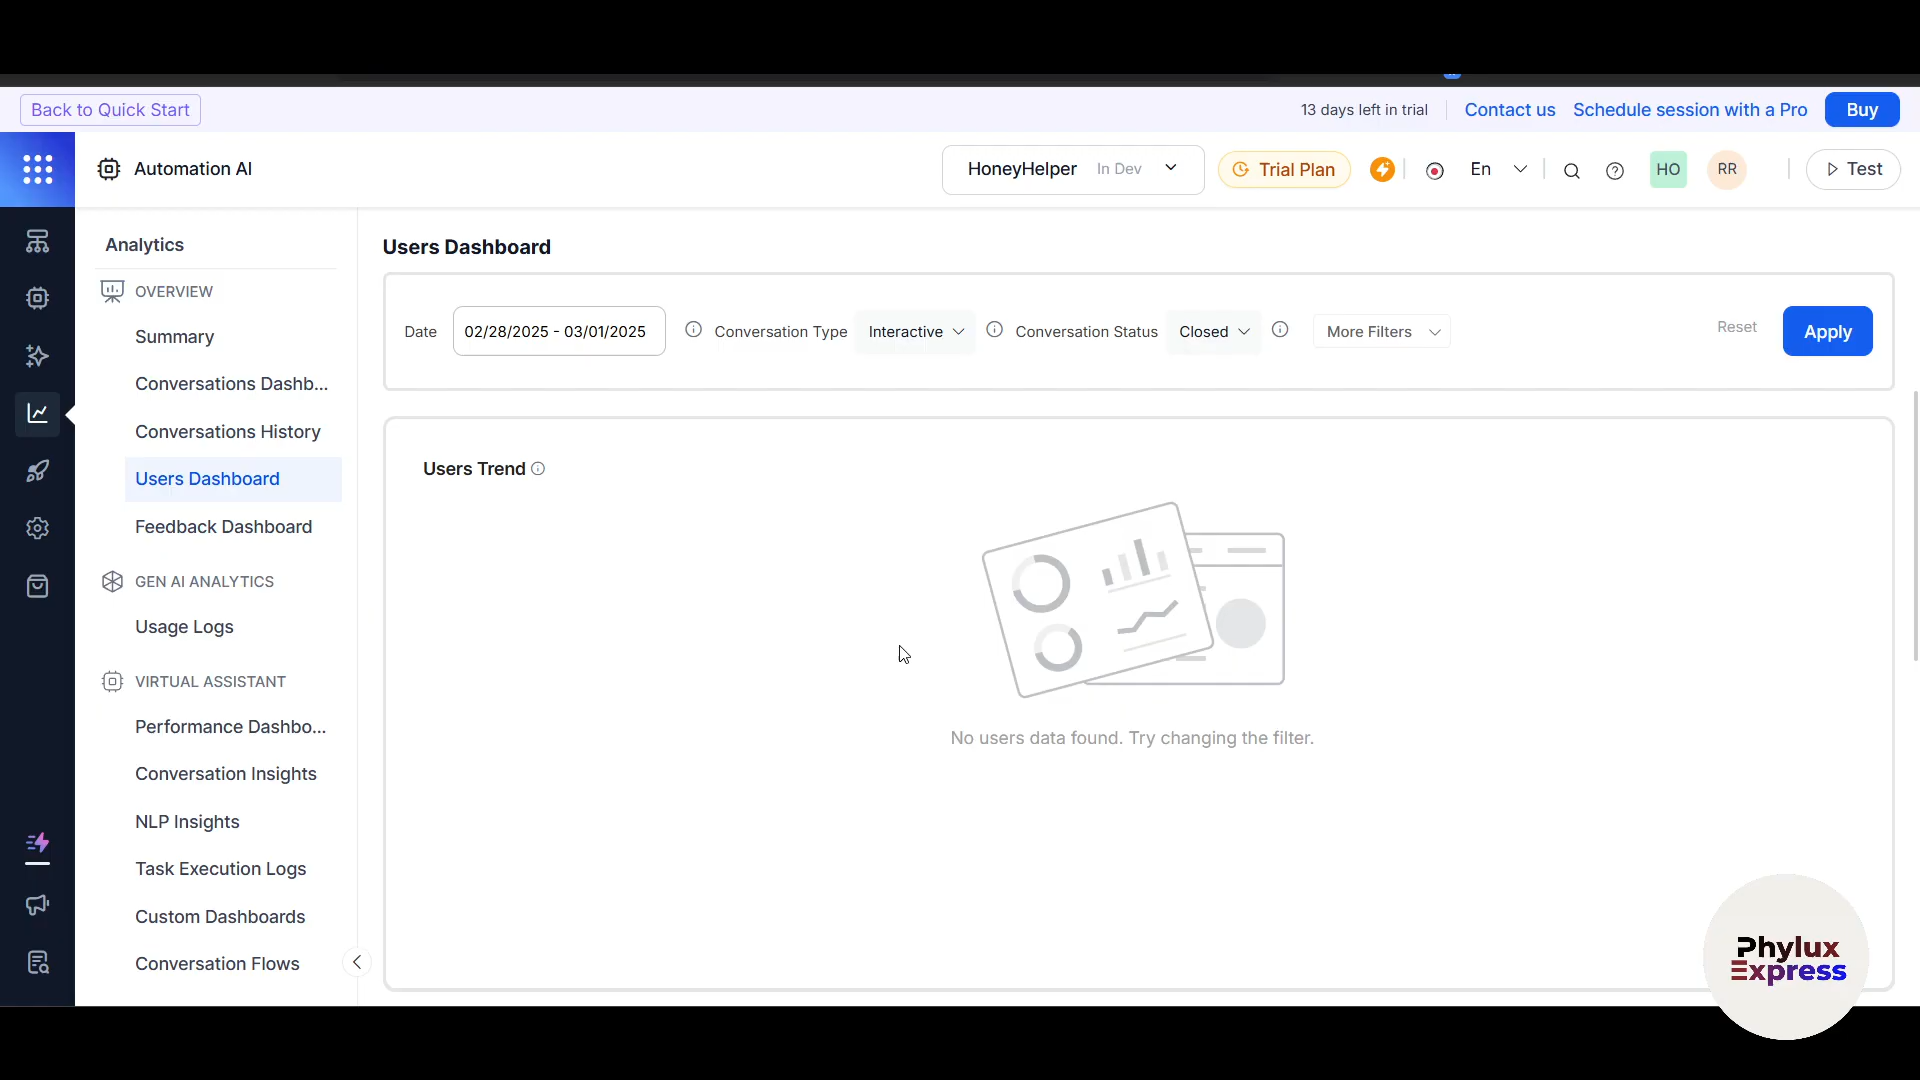 Back to Quick Start
13 days left in trial
Contact us
Schedule session with a Pro
Buy
Automation AI
HoneyHelper In Dev
Trial Plan
En
HO
RR
Test
Analytics
OVERVIEW
Summary
Conversations Dashb...
Conversations History
Users Dashboard
Feedback Dashboard
GEN AI ANALYTICS
Usage Logs
VIRTUAL ASSISTANT
Performance Dashbo...
Conversation Insights
NLP Insights
Task Execution Logs
Custom Dashboards
Conversation Flows
Users Dashboard
Date 02/28/2025 - 03/01/2025 Conversation Type Interactive Conversation Status Closed More Filters Reset Apply
Users Trend
No users data found. Try changing the filter.
Phylux
Express